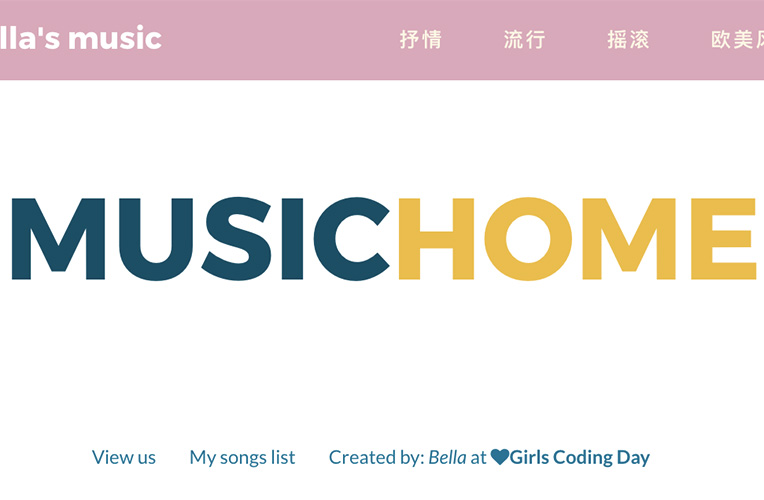 lla's music 抒情 流行 摇滚 欧美
MUSICHOME
View us My songs list Created by: Bella at ❤Girls Coding Day